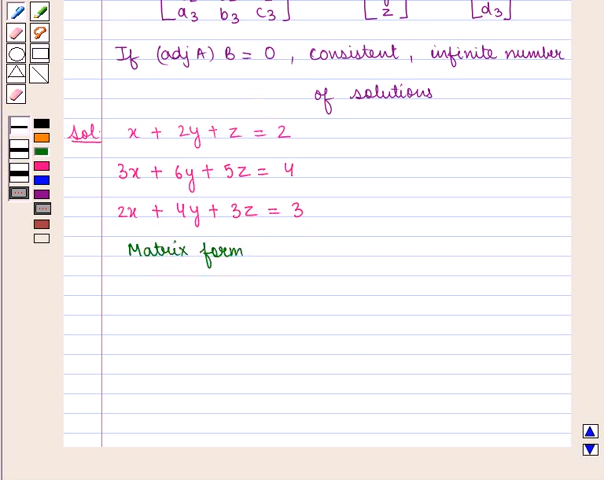 [a₃ b₃ c₃] [z] [d₃]
If (adj A) B = 0 , consistent , infinite number
of solutions
Sol: x + 2y + z = 2
3x + 6y + 5z = 4
2x + 4y + 3z = 3
Matrix form